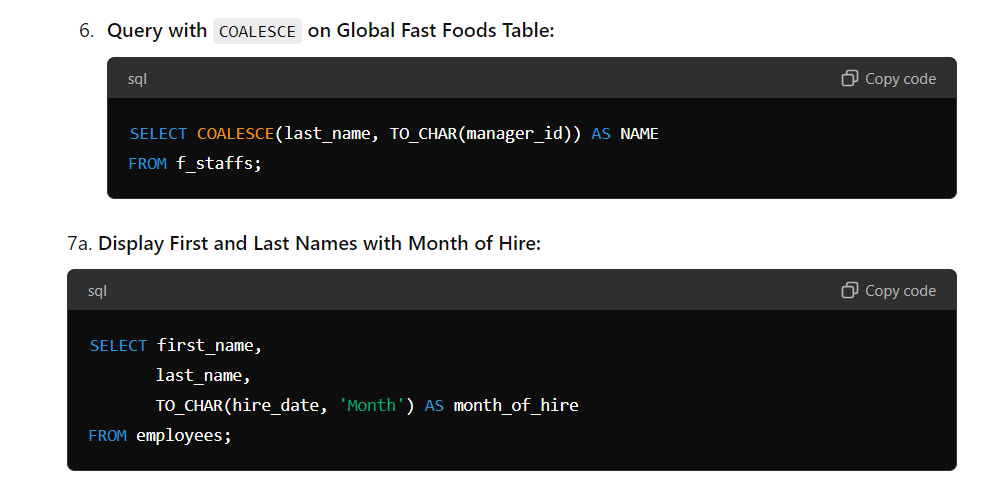 6. Query with COALESCE on Global Fast Foods Table:
sql Copy code
SELECT COALESCE(last_name, TO_CHAR(manager_id)) AS NAME
FROM f_staffs;
7a. Display First and Last Names with Month of Hire:
sql Copy code
SELECT first_name,
       last_name,
       TO_CHAR(hire_date, 'Month') AS month_of_hire
FROM employees;